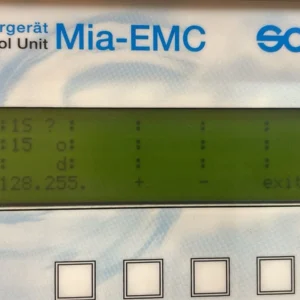 rgerät
ol Unit Mia-EMC
:15 ? : : : :
:15 o: : : :
: d: : : :
128.255. + - exit